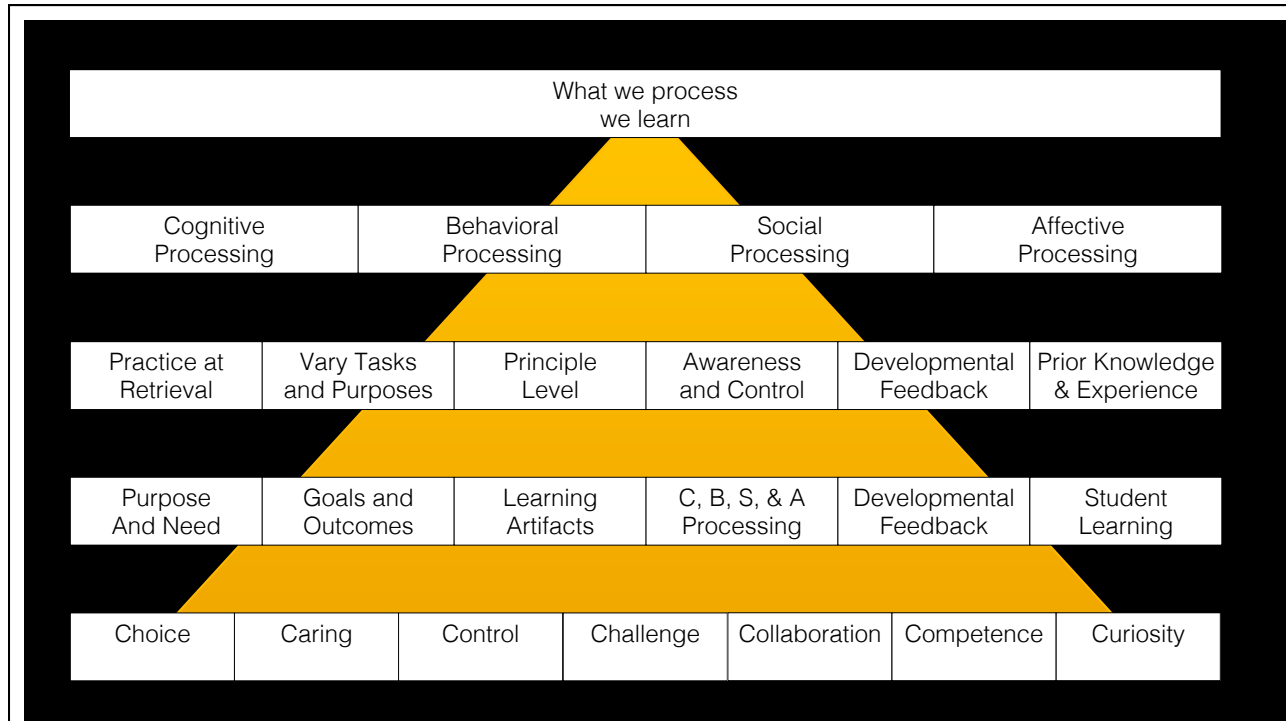 What we process
we learn
Cognitive
Processing
Behavioral
Processing
Social
Processing
Affective
Processing
Practice at
Retrieval
Vary Tasks
and Purposes
Principle
Level
Awareness
and Control
Developmental
Feedback
Prior Knowledge
& Experience
Purpose
And Need
Goals and
Outcomes
Learning
Artifacts
C, B, S, & A
Processing
Developmental
Feedback
Student
Learning
Choice
Caring
Control
Challenge
Collaboration
Competence
Curiosity